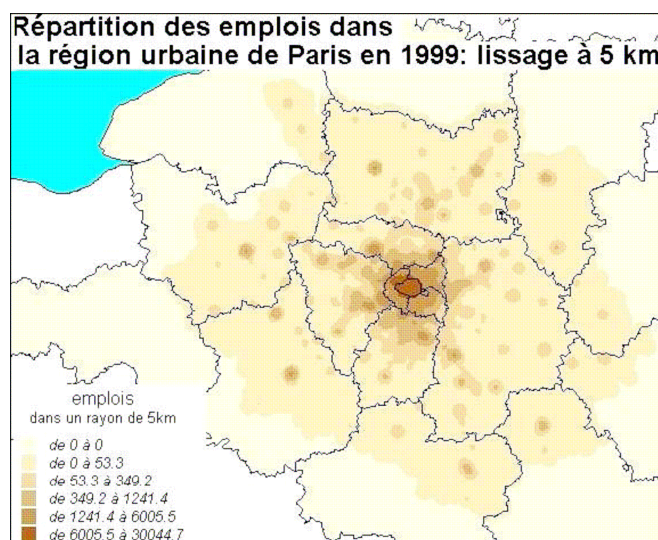 Répartition des emplois dans
la région urbaine de Paris en 1999: lissage à 5 km
emplois
dans un rayon de 5km
de 0 à 0
de 0 à 53.3
de 53.3 à 349.2
de 349.2 à 1241.4
de 1241.4 à 6005.5
de 6005.5 à 30044.7